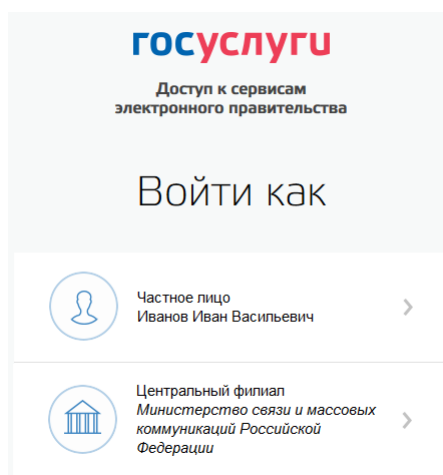 госуслуги
Доступ к сервисам
электронного правительства
Войти как
Частное лицо
Иванов Иван Васильевич
Центральный филиал
Министерство связи и массовых
коммуникаций Российской
Федерации